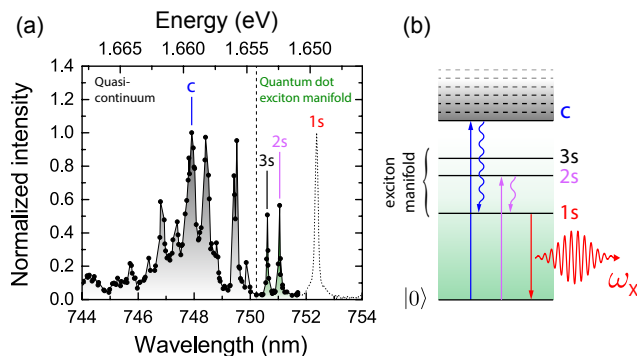 (a)
Energy (eV)
1.665 1.660 1.655 1.650
Normalized intensity
1.4
1.2
1.0
0.8
0.6
0.4
0.2
0.0
Quasi-
continuum
Quantum dot
exciton manifold
c
3s
2s
1s
744 746 748 750 752 754
Wavelength (nm)
(b)
c
exciton
manifold
3s
2s
1s
|0⟩
ω_X